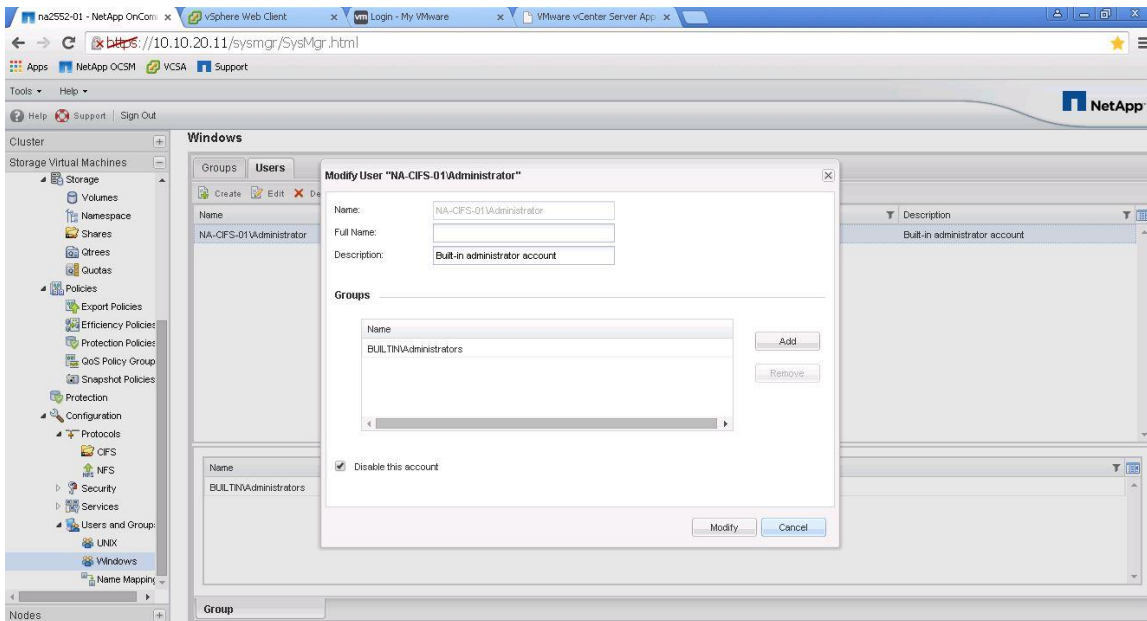 na2552-01 - NetApp OnCom
vSphere Web Client
vm Login - My VMware
VMware vCenter Server App
https://10.10.20.11/sysmgr/SysMgr.html
Apps NetApp OCSM VCSA Support
Tools Help
NetApp
Help Support | Sign Out
Cluster
Windows
Storage Virtual Machines
Groups Users
Storage
Volumes
Namespace
Shares
Qtrees
Quotas
Policies
Export Policies
Efficiency Policies
Protection Policies
QoS Policy Group
Snapshot Policies
Protection
Configuration
Protocols
CIFS
NFS
Security
Services
Users and Group
UNIX
Windows
Name Mapping
Nodes
Create Edit De
Name Description
NA-CIFS-01\Administrator Built-in administrator account
Modify User "NA-CIFS-01\Administrator"
Name: NA-CIFS-01\Administrator
Full Name:
Description: Built-in administrator account
Groups
Name
BUILTIN\Administrators
Add
Remove
Disable this account
Modify Cancel
Name
BUILTIN\Administrators
Group